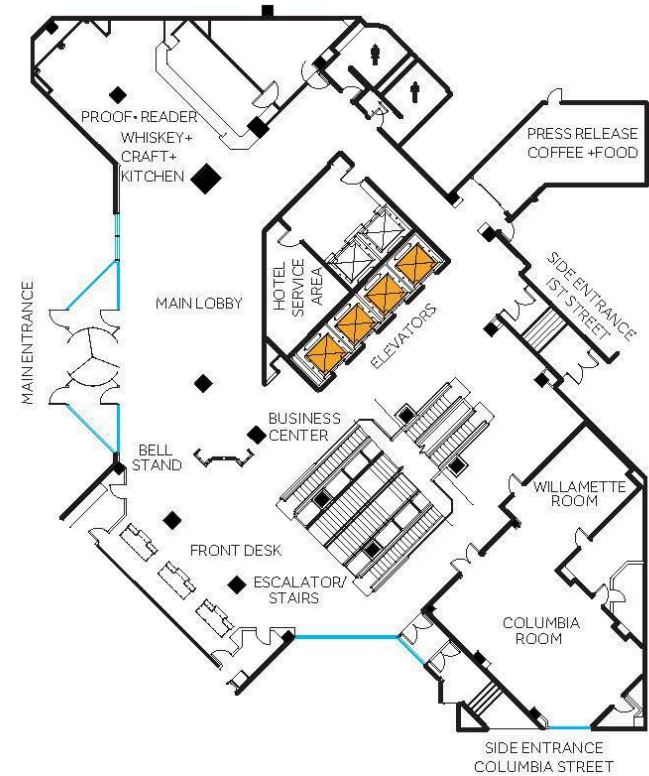 PROOF•READER
WHISKEY+
CRAFT+
KITCHEN
PRESS RELEASE
COFFEE +FOOD
SIDE ENTRANCE
1ST STREET
MAIN ENTRANCE
MAIN LOBBY
HOTEL
SERVICE
AREA
ELEVATORS
BUSINESS
CENTER
BELL
STAND
WILLAMETTE
ROOM
FRONT DESK
ESCALATOR/
STAIRS
COLUMBIA
ROOM
SIDE ENTRANCE
COLUMBIA STREET